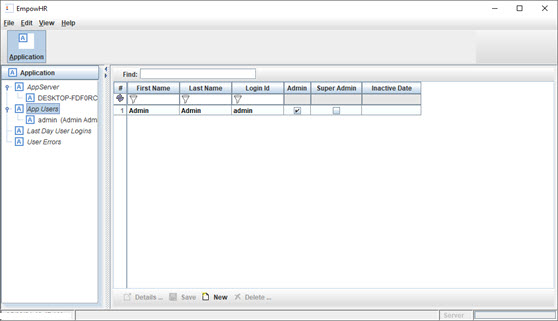 EmpowHR
File Edit View Help
A
Application
A Application
Find:
A AppServer
A DESKTOP-FDF0RC
A App Users
A admin (Admin Adm
A Last Day User Logins
A User Errors
# First Name Last Name Login Id Admin Super Admin Inactive Date
1 Admin Admin admin
Details ... Save New Delete ...
Server